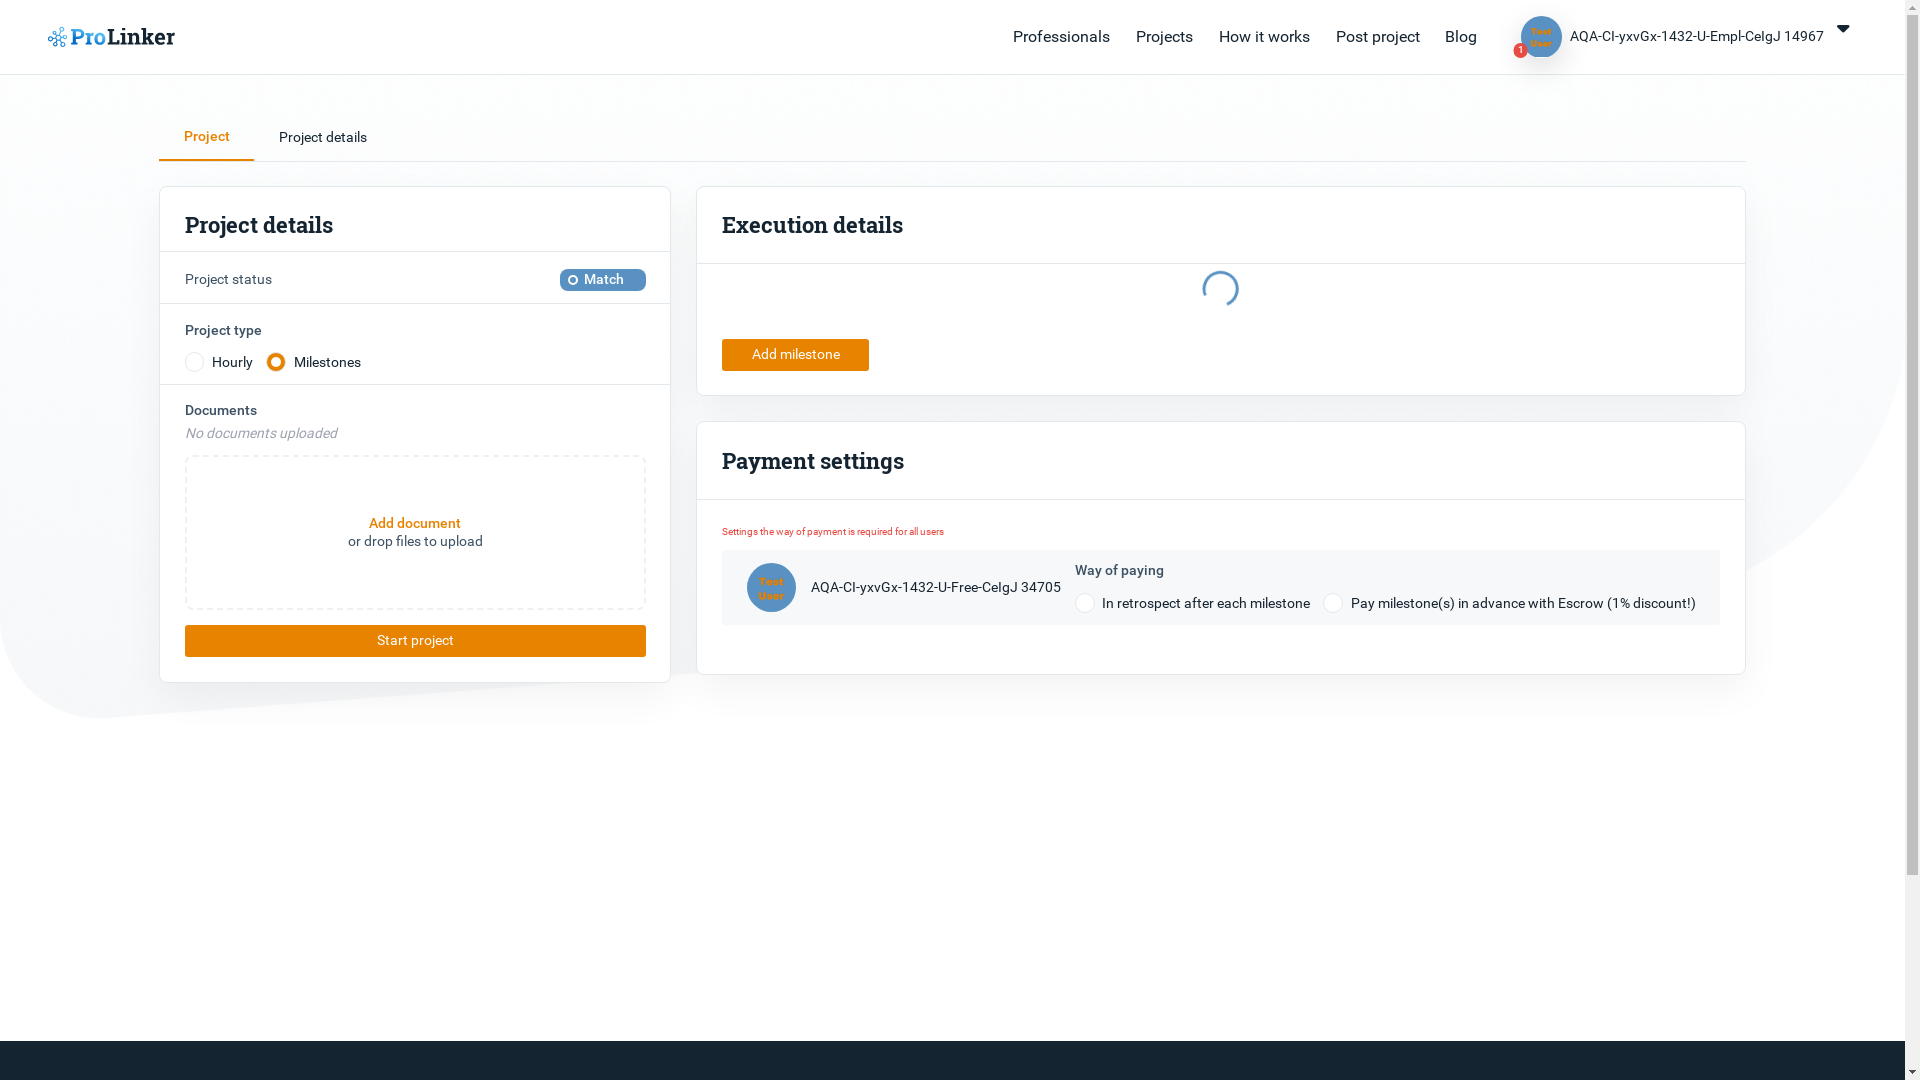 ProLinker
Professionals
Projects
How it works
Post project
Blog
Test
User
1
AQA-CI-yxvGx-1432-U-Empl-CeIgJ 14967
Project
Project details
Project details
Project status
Match
Project type
Hourly
Milestones
Documents
No documents uploaded
Add document
or drop files to upload
Start project
Execution details
Add milestone
Payment settings
Settings the way of payment is required for all users
Test
User
AQA-CI-yxvGx-1432-U-Free-CeIgJ 34705
Way of paying
In retrospect after each milestone
Pay milestone(s) in advance with Escrow (1% discount!)